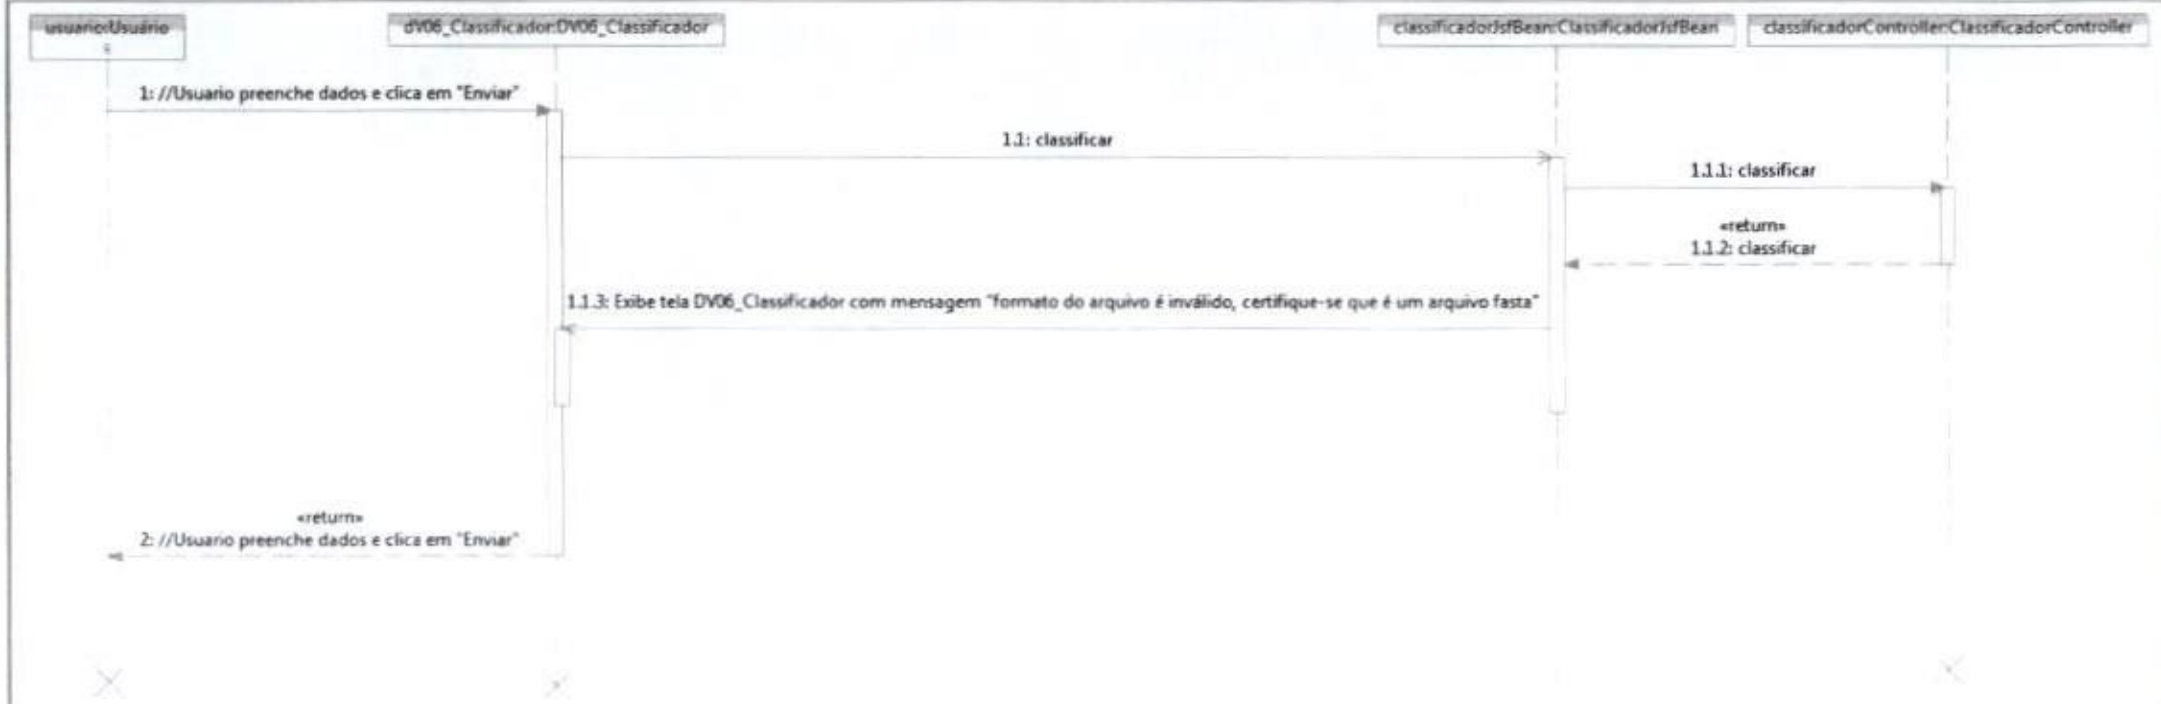 usuario:Usuário
dV06_Classificador:DV06_Classificador
classificadorJsfBean:ClassificadorJsfBean
classificadorController:ClassificadorController
1: //Usuario preenche dados e clica em "Enviar"
1.1: classificar
1.1.1: classificar
«return»
1.1.2: classificar
1.1.3: Exibe tela DV06_Classificador com mensagem "formato do arquivo é inválido, certifique-se que é um arquivo fasta"
«return»
2: //Usuario preenche dados e clica em "Enviar"